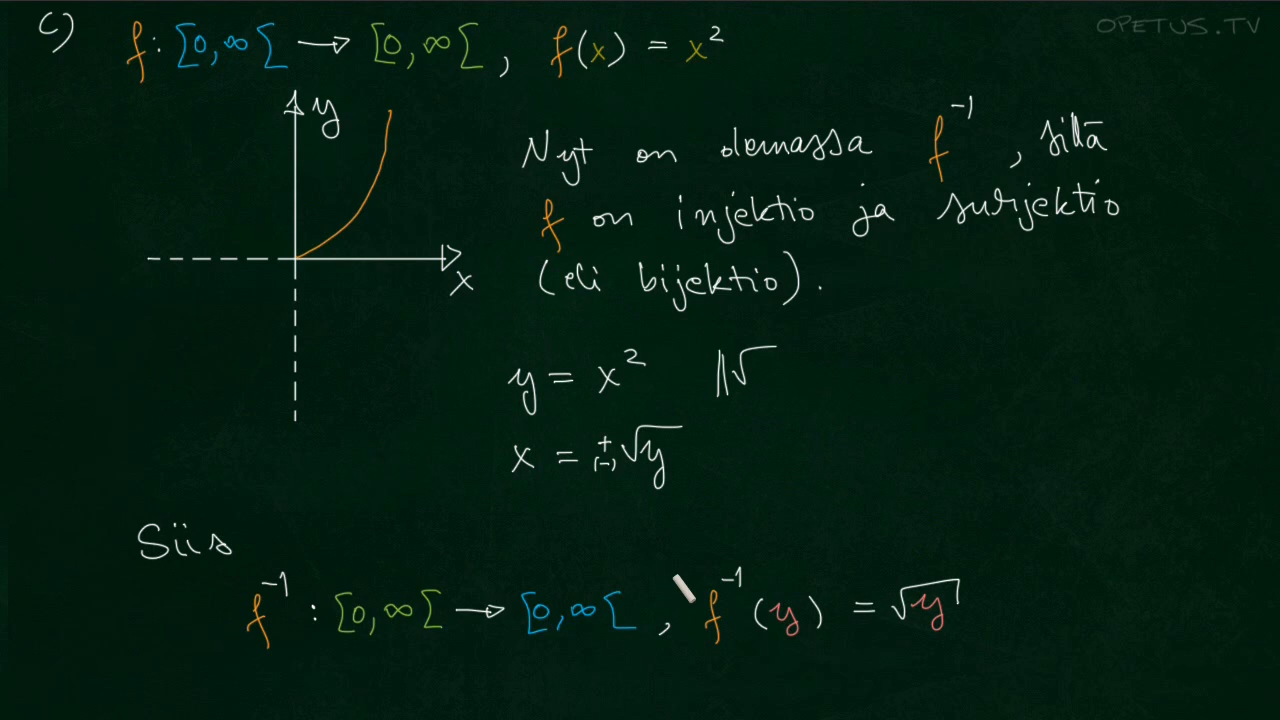 OPETUS.TV
c) f: [0,∞[ → [0,∞[ , f(x) = x²
y
x
Nyt on olemassa f⁻¹, sillä
f on injektio ja surjektio
(eli bijektio).
y = x² ‖√
x = ⁺₍₋₎√y
Siis
f⁻¹ : [0,∞[ → [0,∞[ , f⁻¹(y) = √y